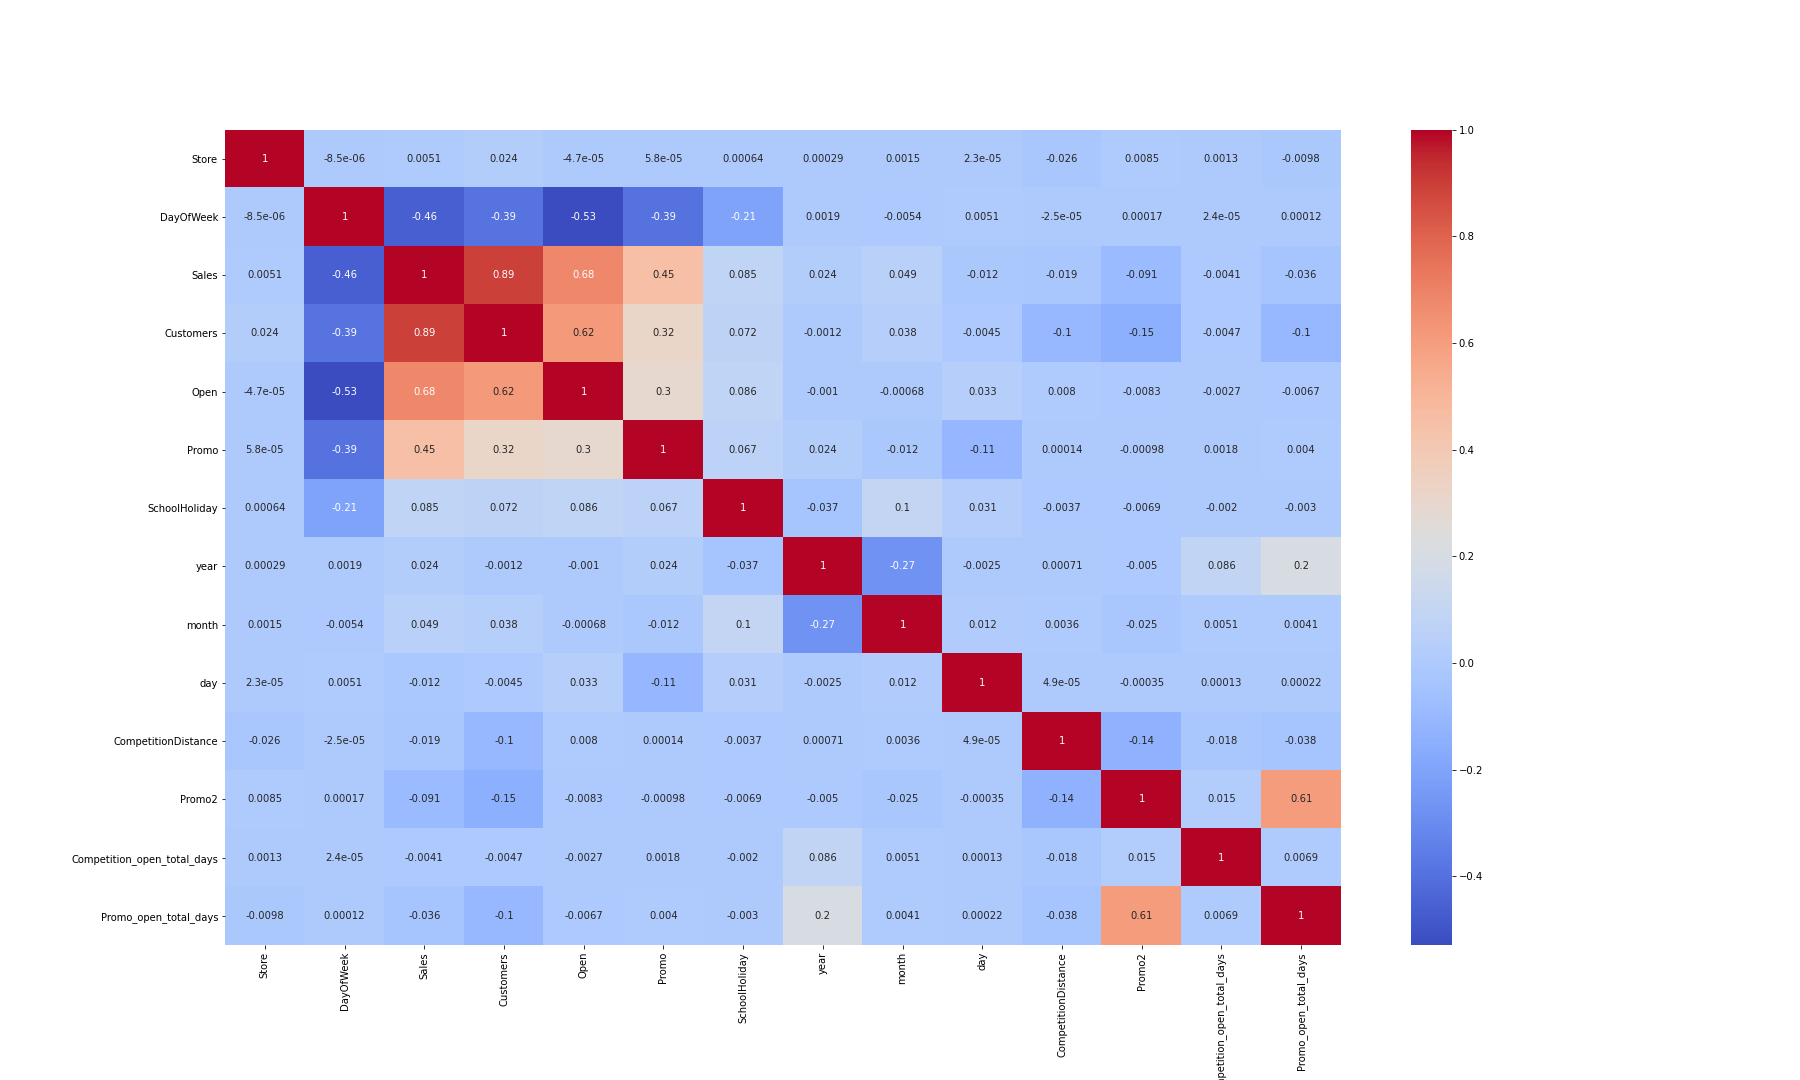 Store 1 -8.5e-06 0.0051 0.024 -4.7e-05 5.8e-05 0.00064 0.00029 0.0015 2.3e-05 -0.026 0.0085 0.0013 -0.0098
DayOfWeek -8.5e-06 1 -0.46 -0.39 -0.53 -0.39 -0.21 0.0019 -0.0054 0.0051 -2.5e-05 0.00017 2.4e-05 0.00012
Sales 0.0051 -0.46 1 0.89 0.68 0.45 0.085 0.024 0.049 -0.012 -0.019 -0.091 -0.0041 -0.036
Customers 0.024 -0.39 0.89 1 0.62 0.32 0.072 -0.0012 0.038 -0.0045 -0.1 -0.15 -0.0047 -0.1
Open -4.7e-05 -0.53 0.68 0.62 1 0.3 0.086 -0.001 -0.00068 0.033 0.008 -0.0083 -0.0027 -0.0067
Promo 5.8e-05 -0.39 0.45 0.32 0.3 1 0.067 0.024 -0.012 -0.11 0.00014 -0.00098 0.0018 0.004
SchoolHoliday 0.00064 -0.21 0.085 0.072 0.086 0.067 1 -0.037 0.1 0.031 -0.0037 -0.0069 -0.002 -0.003
year 0.00029 0.0019 0.024 -0.0012 -0.001 0.024 -0.037 1 -0.27 -0.0025 0.00071 -0.005 0.086 0.2
month 0.0015 -0.0054 0.049 0.038 -0.00068 -0.012 0.1 -0.27 1 0.012 0.0036 -0.025 0.0051 0.0041
day 2.3e-05 0.0051 -0.012 -0.0045 0.033 -0.11 0.031 -0.0025 0.012 1 4.9e-05 -0.00035 0.00013 0.00022
CompetitionDistance -0.026 -2.5e-05 -0.019 -0.1 0.008 0.00014 -0.0037 0.00071 0.0036 4.9e-05 1 -0.14 -0.018 -0.038
Promo2 0.0085 0.00017 -0.091 -0.15 -0.0083 -0.00098 -0.0069 -0.005 -0.025 -0.00035 -0.14 1 0.015 0.61
Competition_open_total_days 0.0013 2.4e-05 -0.0041 -0.0047 -0.0027 0.0018 -0.002 0.086 0.0051 0.00013 -0.018 0.015 1 0.0069
Promo_open_total_days -0.0098 0.00012 -0.036 -0.1 -0.0067 0.004 -0.003 0.2 0.0041 0.00022 -0.038 0.61 0.0069 1
Store
DayOfWeek
Sales
Customers
Open
Promo
SchoolHoliday
year
month
day
CompetitionDistance
Promo2
petition_open_total_days
Promo_open_total_days
1.0
0.8
0.6
0.4
0.2
0.0
−0.2
−0.4